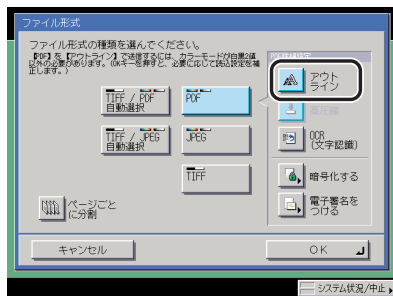 ファイル形式
ファイル形式の種類を選んでください。
【PDF】を【アウトライン】で送信するには、カラーモードが白黒2値
以外の必要があります。(OKキーを押すと、必要に応じて読込設定を補
正します。)
TIFF / PDF
自動選択
PDF
アウト
ライン
高圧縮
TIFF / JPEG
自動選択
JPEG
OCR
(文字認識)
TIFF
暗号化する
ページごと
に分割
電子署名を
つける
キャンセル
OK
システム状況/中止